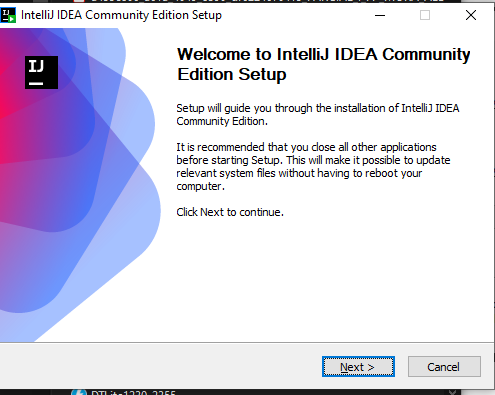 IntelliJ IDEA Community Edition Setup
IJ
Welcome to IntelliJ IDEA Community
Edition Setup
Setup will guide you through the installation of IntelliJ IDEA
Community Edition.
It is recommended that you close all other applications
before starting Setup. This will make it possible to update
relevant system files without having to reboot your
computer.
Click Next to continue.
Next >
Cancel